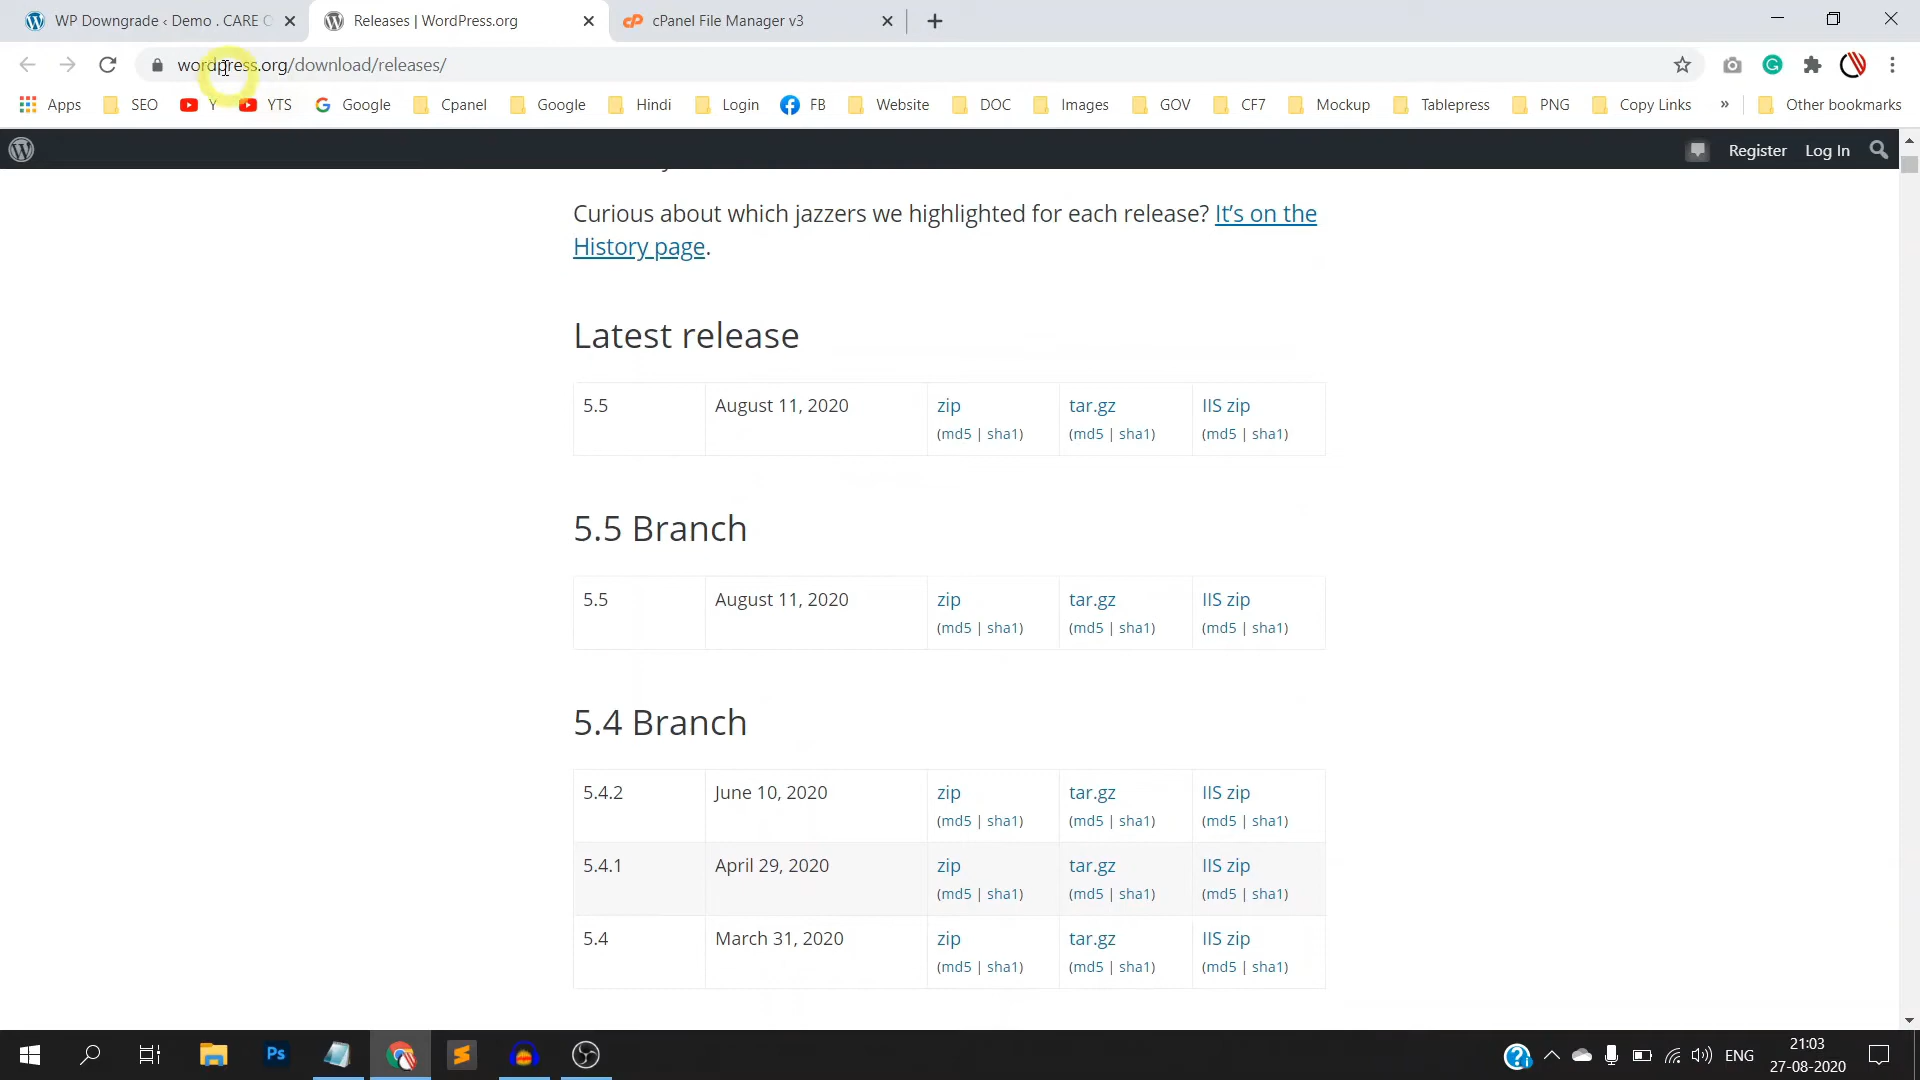 WP Downgrade ‹ Demo . CARE
Releases | WordPress.org
cPanel File Manager v3
wordpress.org/download/releases/
Apps SEO Y YTS Google Cpanel Google Hindi Login FB Website DOC Images GOV CF7 Mockup Tablepress PNG Copy Links » Other bookmarks
Register Log In
Curious about which jazzers we highlighted for each release? It’s on the
History page.
Latest release
5.5 August 11, 2020 zip tar.gz IIS zip
(md5 | sha1) (md5 | sha1) (md5 | sha1)
5.5 Branch
5.5 August 11, 2020 zip tar.gz IIS zip
(md5 | sha1) (md5 | sha1) (md5 | sha1)
5.4 Branch
5.4.2 June 10, 2020 zip tar.gz IIS zip
(md5 | sha1) (md5 | sha1) (md5 | sha1)
5.4.1 April 29, 2020 zip tar.gz IIS zip
(md5 | sha1) (md5 | sha1) (md5 | sha1)
5.4 March 31, 2020 zip tar.gz IIS zip
(md5 | sha1) (md5 | sha1) (md5 | sha1)
Ps
ENG
21:03
27-08-2020